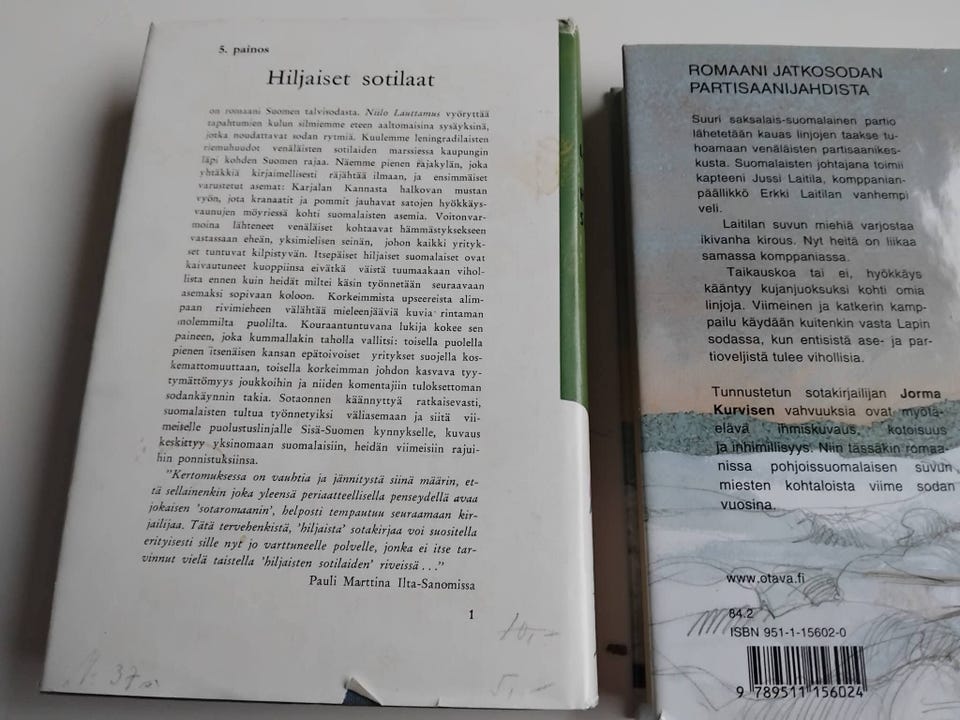 5. painos
Hiljaiset sotilaat
on romaani Suomen talvisodasta. Niilo Lauttamus vyöryttää
tapahtumien kulun silmiemme eteen aaltomaisina sysäyksinä,
jotka noudattavat sodan rytmiä. Kuulemme leningradilaisten
riemuhuudot venäläisten sotilaiden marssiessa kaupungin
läpi kohden Suomen rajaa. Näemme pienen rajakylän, joka
yhtäkkiä kirjaimellisesti räjähtää ilmaan, ja ensimmäiset
varustetut asemat: Karjalan Kannasta halkovan mustan
vyön, jota kranaatit ja pommit jauhavat satojen hyökkäys-
vaunujen möyriessä kohti suomalaisten asemia. Voitonvar-
moina lähteneet venäläiset kohtaavat hämmästyksekseen
vastassaan eheän, yksimielisen seinän, johon kaikki yrityk-
set tuntuvat kilpistyvän. Itsepäiset hiljaiset suomalaiset ovat
kaivautuneet kuoppiinsa eivätkä väistä tuumaakaan vihol-
lista ennen kuin heidät miltei käsin työnnetään seuraavaan
asemaksi sopivaan koloon. Korkeimmista upseereista alim-
paan rivimieheen välähtää mieleenjääviä kuvia rintaman
molemmilta puolilta. Kouraantuntuvana lukija kokee sen
paineen, joka kummallakin taholla vallitsi: toisella puolella
pienen itsenäisen kansan epätoivoiset yritykset suojella kos-
kemattomuuttaan, toisella korkeimman johdon kasvava tyy-
tymättömyys joukkoihin ja niiden komentajiin tuloksettoman
sodankäynnin takia. Sotaonnen käännyttyä ratkaisevasti,
suomalaisten tultua työnnetyiksi väliasemaan ja siitä vii-
meiselle puolustuslinjalle Sisä-Suomen kynnykselle, kuvaus
keskittyy yksinomaan suomalaisiin, heidän viimeisiin rajui-
hin ponnistuksiinsa.
"Kertomuksessa on vauhtia ja jännitystä siinä määrin, et-
tä sellainenkin joka yleensä periaatteellisella penseydellä avaa
jokaisen 'sotaromaanin', helposti tempautuu seuraamaan kir-
jailijaa. Tätä tervehenkistä, 'hiljaista' sotakirjaa voi suositella
erityisesti sille nyt jo varttuneelle polvelle, jonka ei itse tar-
vinnut vielä taistella 'hiljaisten sotilaiden' riveissä . . ."
Pauli Marttina Ilta-Sanomissa
1
10,-
5,-
ROMAANI JATKOSODAN
PARTISAANIJAHDISTA
Suuri saksalais-suomalainen partio
lähetetään kauas linjojen taakse tu-
hoamaan venäläisten partisaanikes-
kusta. Suomalaisten johtajana toimii
kapteeni Jussi Laitila, komppanian-
päällikkö Erkki Laitilan vanhempi
veli.
Laitilan suvun miehiä varjostaa
ikivanha kirous. Nyt heitä on liikaa
samassa komppaniassa.
Taikauskoa tai ei, hyökkäys
kääntyy kujanjuoksuksi kohti omia
linjoja. Viimeinen ja katkerin kamp-
pailu käydään kuitenkin vasta Lapin
sodassa, kun entisistä ase- ja par-
tioveljistä tulee vihollisia.
Tunnustetun sotakirjailijan Jorma
Kurvisen vahvuuksia ovat myötä-
elävä ihmiskuvaus, kotoisuus
ja inhimillisyys. Niin tässäkin romaa-
nissa pohjoissuomalaisen suvun
miesten kohtaloista viime sodan
vuosina.
www.otava.fi
84.2
ISBN 951-1-15602-0
9 789511 156024